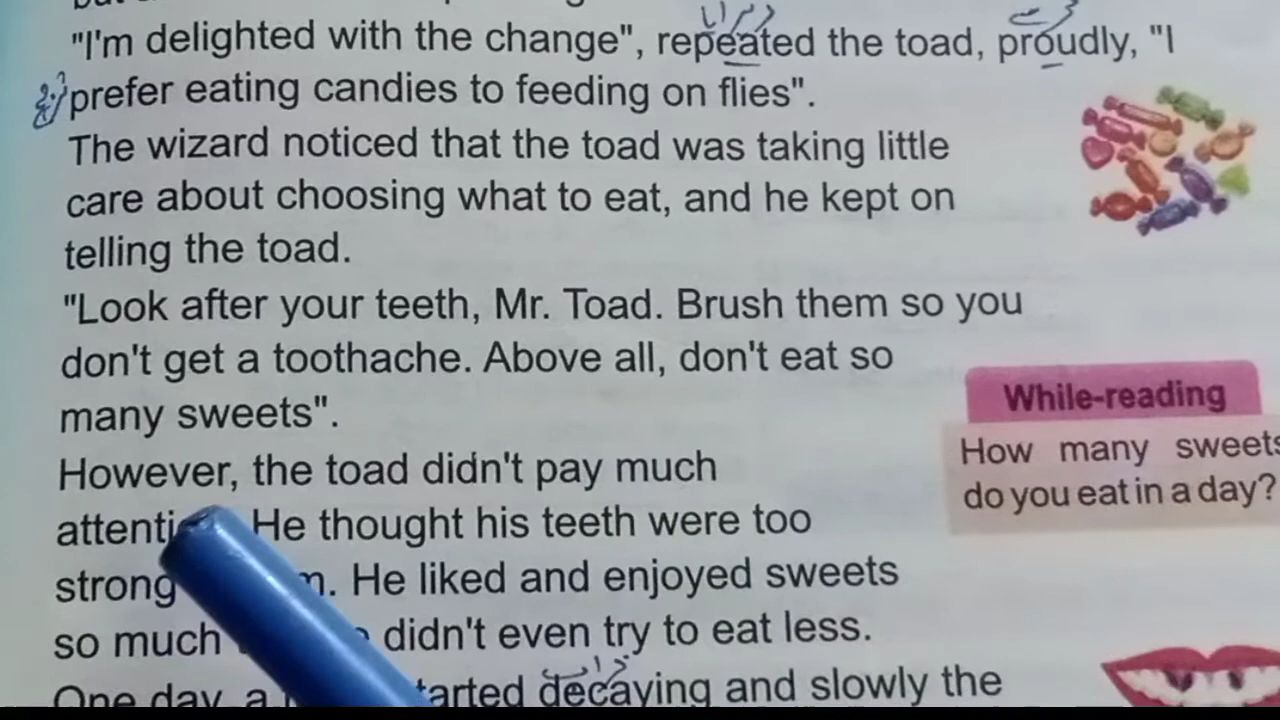 "I'm delighted with the change", repeated the toad, proudly, "I
prefer eating candies to feeding on flies".
The wizard noticed that the toad was taking little
care about choosing what to eat, and he kept on
telling the toad.
"Look after your teeth, Mr. Toad. Brush them so you
don't get a toothache. Above all, don't eat so
many sweets".
However, the toad didn't pay much
He thought his teeth were too
strong He liked and enjoyed sweets
so much didn't even try to eat less.
One day, a decaying and slowly the
While-reading
How many sweets
do you eat in a day?